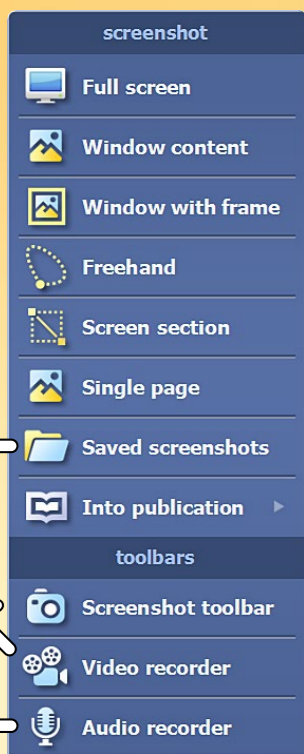 screenshot
Full screen
Window content
Window with frame
Freehand
Screen section
Single page
Saved screenshots
Into publication
toolbars
Screenshot toolbar
Video recorder
Audio recorder